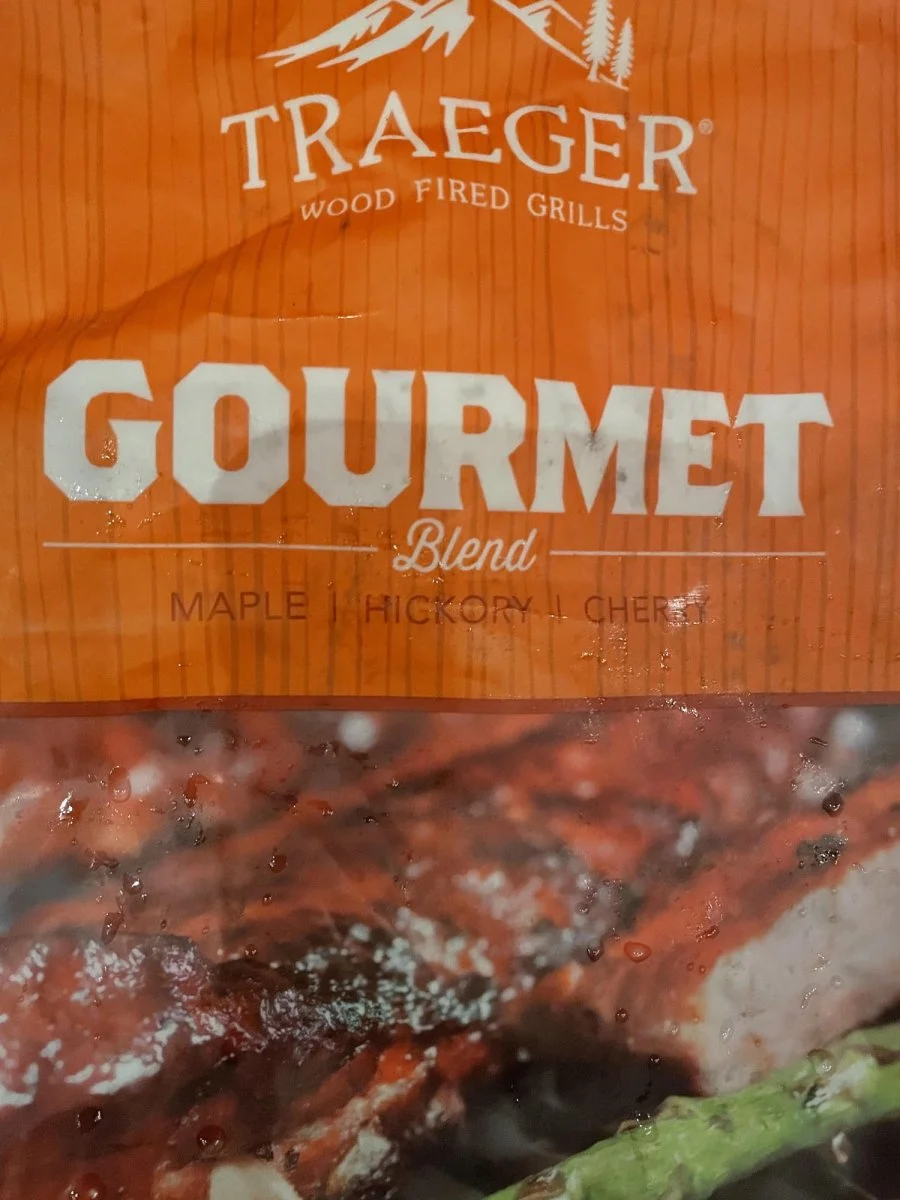 TRAEGER®
WOOD FIRED GRILLS
GOURMET
Blend
MAPLE | HICKORY | CHERRY